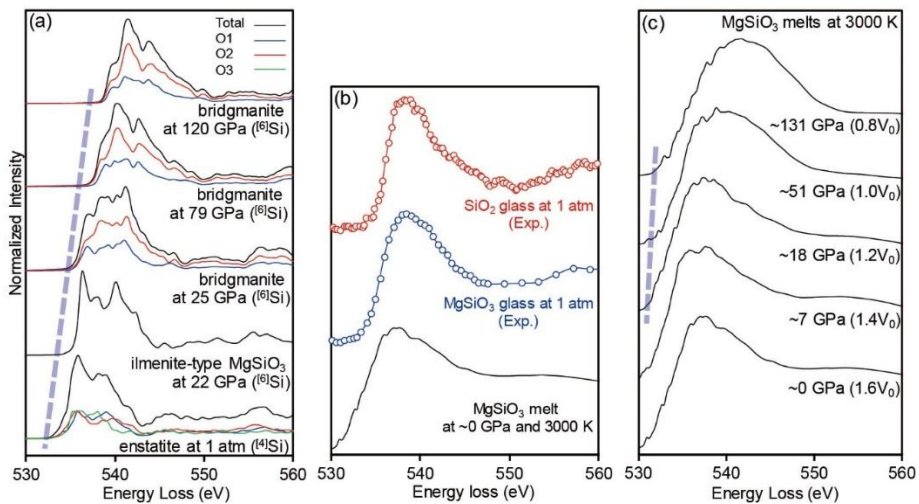 (a)
Total
O1
O2
O3
bridgmanite
at 120 GPa ([6]Si)
bridgmanite
at 79 GPa ([6]Si)
bridgmanite
at 25 GPa ([6]Si)
ilmenite-type MgSiO3
at 22 GPa ([6]Si)
enstatite at 1 atm ([4]Si)
Normalized Intensity
530 540 550 560
Energy Loss (eV)
(b)
SiO2 glass at 1 atm
(Exp.)
MgSiO3 glass at 1 atm
(Exp.)
MgSiO3 melt
at ~0 GPa and 3000 K
530 540 550 560
Energy loss (eV)
(c) MgSiO3 melts at 3000 K
~131 GPa (0.8V0)
~51 GPa (1.0V0)
~18 GPa (1.2V0)
~7 GPa (1.4V0)
~0 GPa (1.6V0)
530 540 550 560
Energy Loss (eV)